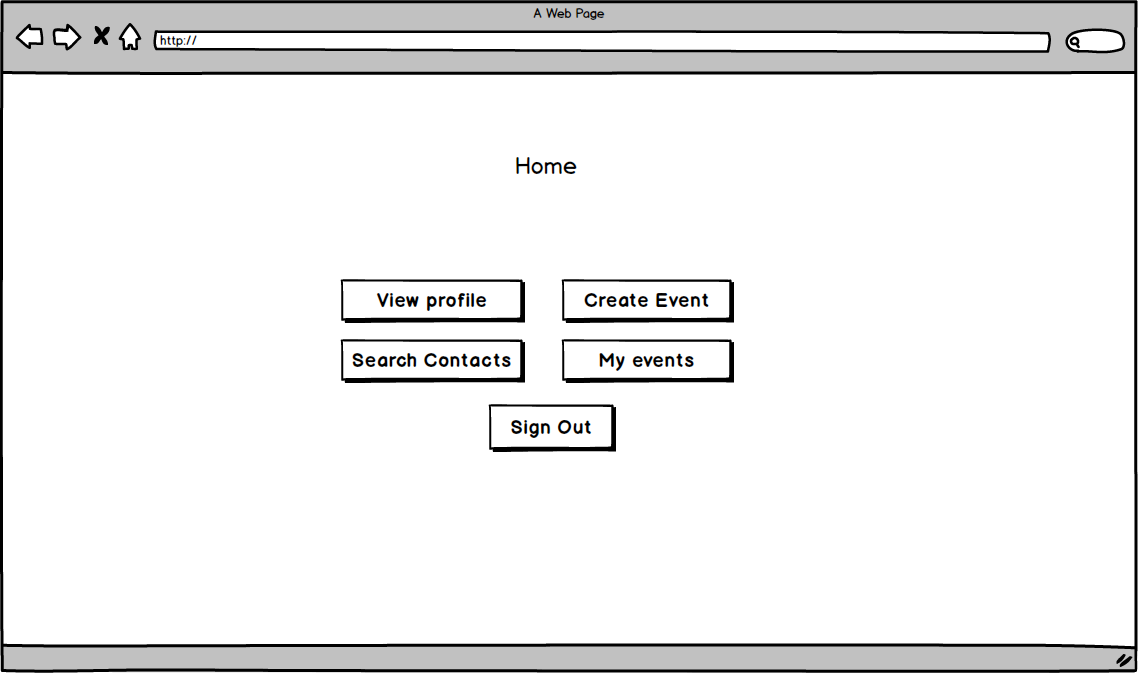 A Web Page
http://
Home
View profile
Create Event
Search Contacts
My events
Sign Out